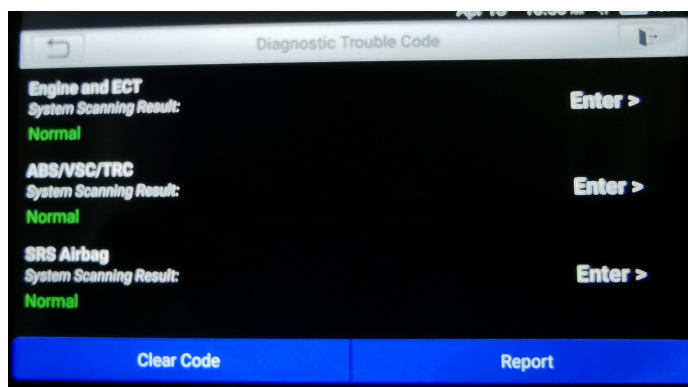 Diagnostic Trouble Code
Engine and ECT
System Scanning Result:
Enter >
Normal
ABS/VSC/TRC
System Scanning Result:
Enter >
Normal
SRS Airbag
System Scanning Result:
Enter >
Normal
Clear Code
Report